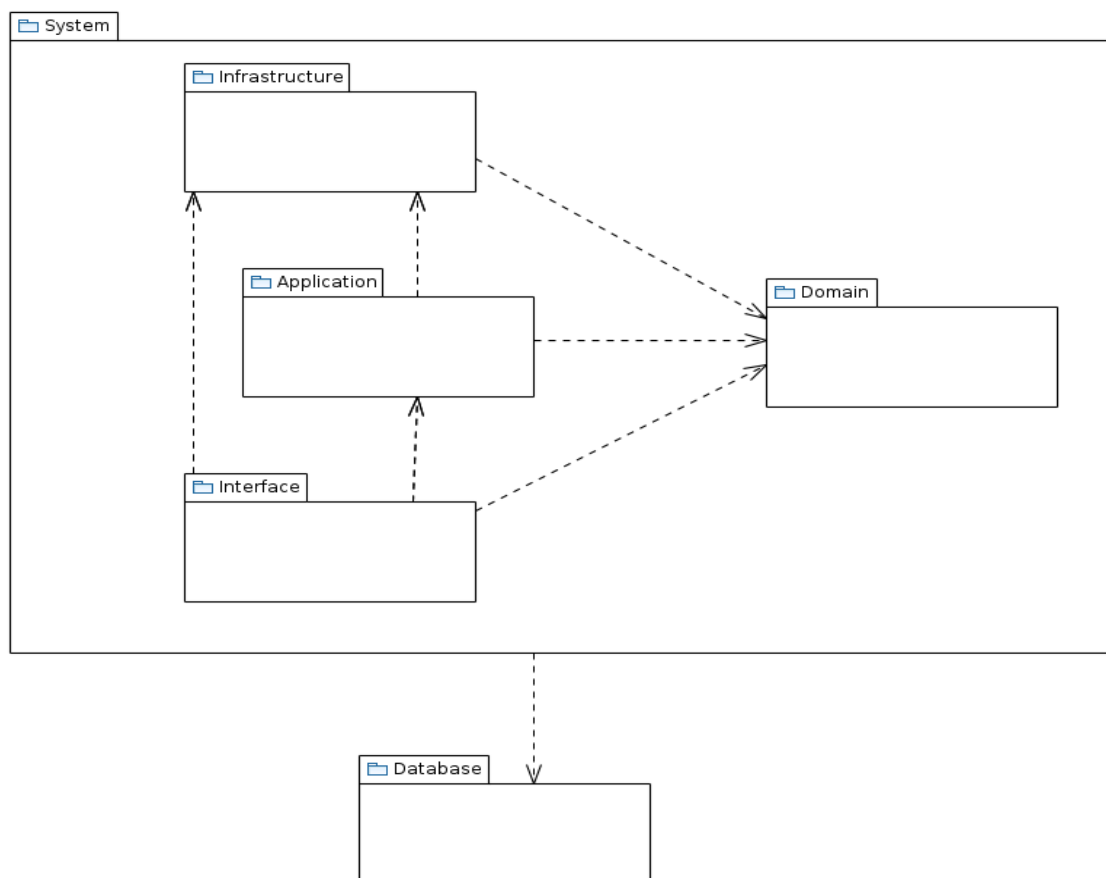 System
Infrastructure
Application
Domain
Interface
Database